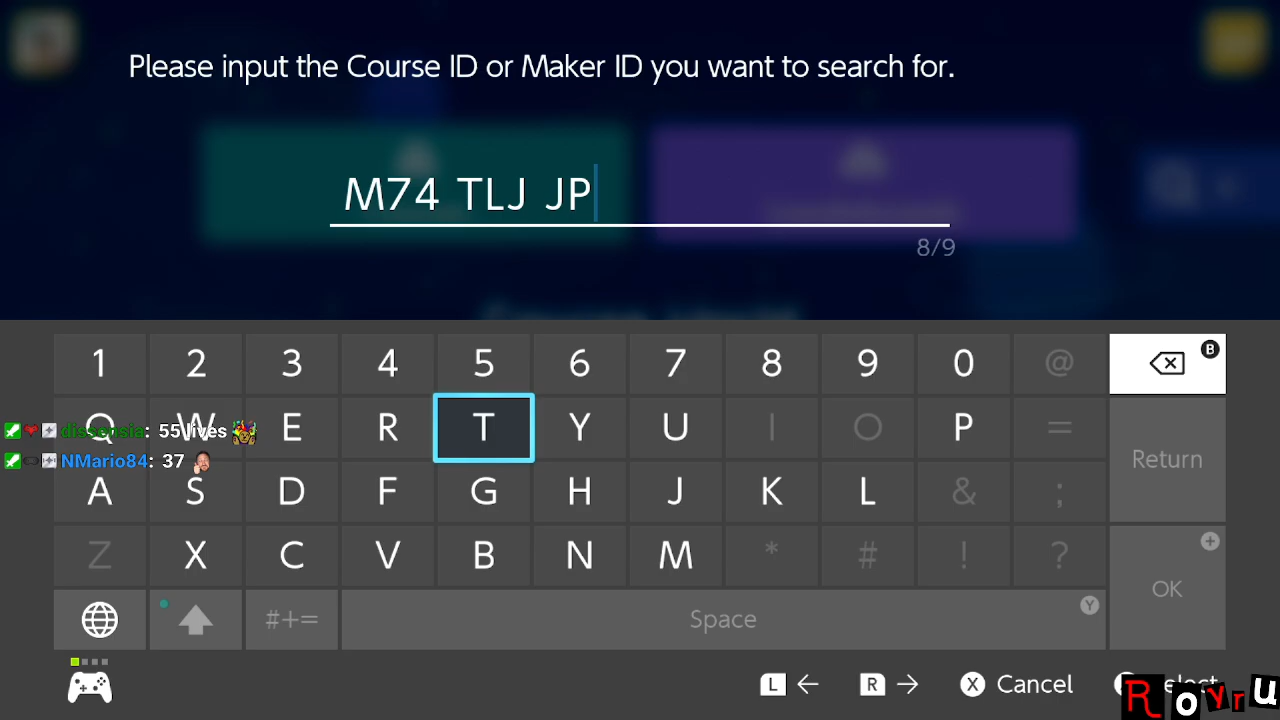 Please input the Course ID or Maker ID you want to search for.
M74 TLJ JP
8/9
1 2 3 4 5 6 7 8 9 0 @ B
Q W E R T Y U I O P = Return
dissensia: 55 lives
NMario84: 37
A S D F G H J K L & ;
Z X C V B N M * # ! ? + OK
#+= Space Y
L ← R → X Cancel
Royru